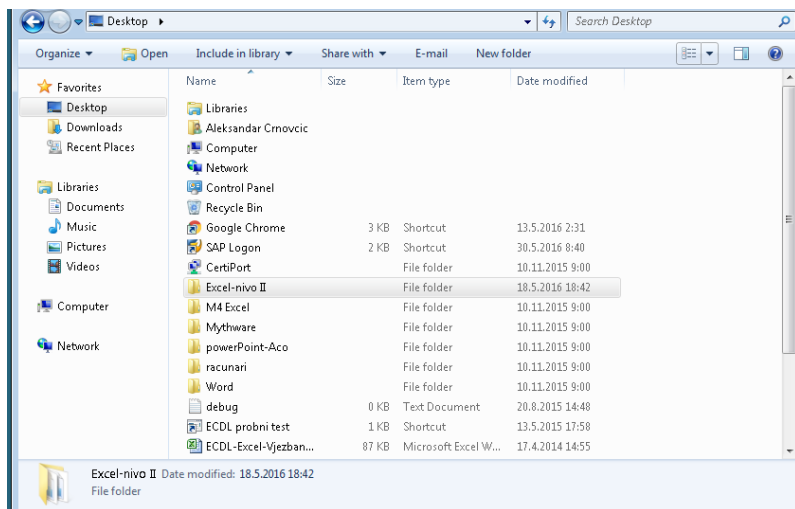 Desktop
Search Desktop
Organize Open Include in library Share with E-mail New folder
Favorites
Desktop
Downloads
Recent Places
Libraries
Documents
Music
Pictures
Videos
Computer
Network
Name Size Item type Date modified
Libraries
Aleksandar Crnovcic
Computer
Network
Control Panel
Recycle Bin
Google Chrome 3 KB Shortcut 13.5.2016 2:31
SAP Logon 2 KB Shortcut 30.5.2016 8:40
CertiPort File folder 10.11.2015 9:00
Excel-nivo II File folder 18.5.2016 18:42
M4 Excel File folder 10.11.2015 9:00
Mythware File folder 10.11.2015 9:00
powerPoint-Aco File folder 10.11.2015 9:00
racunari File folder 10.11.2015 9:00
Word File folder 10.11.2015 9:00
debug 0 KB Text Document 20.8.2015 14:48
ECDL probni test 1 KB Shortcut 13.5.2015 17:58
ECDL-Excel-Vjezban... 87 KB Microsoft Excel W... 17.4.2014 14:55
Excel-nivo II Date modified: 18.5.2016 18:42
File folder